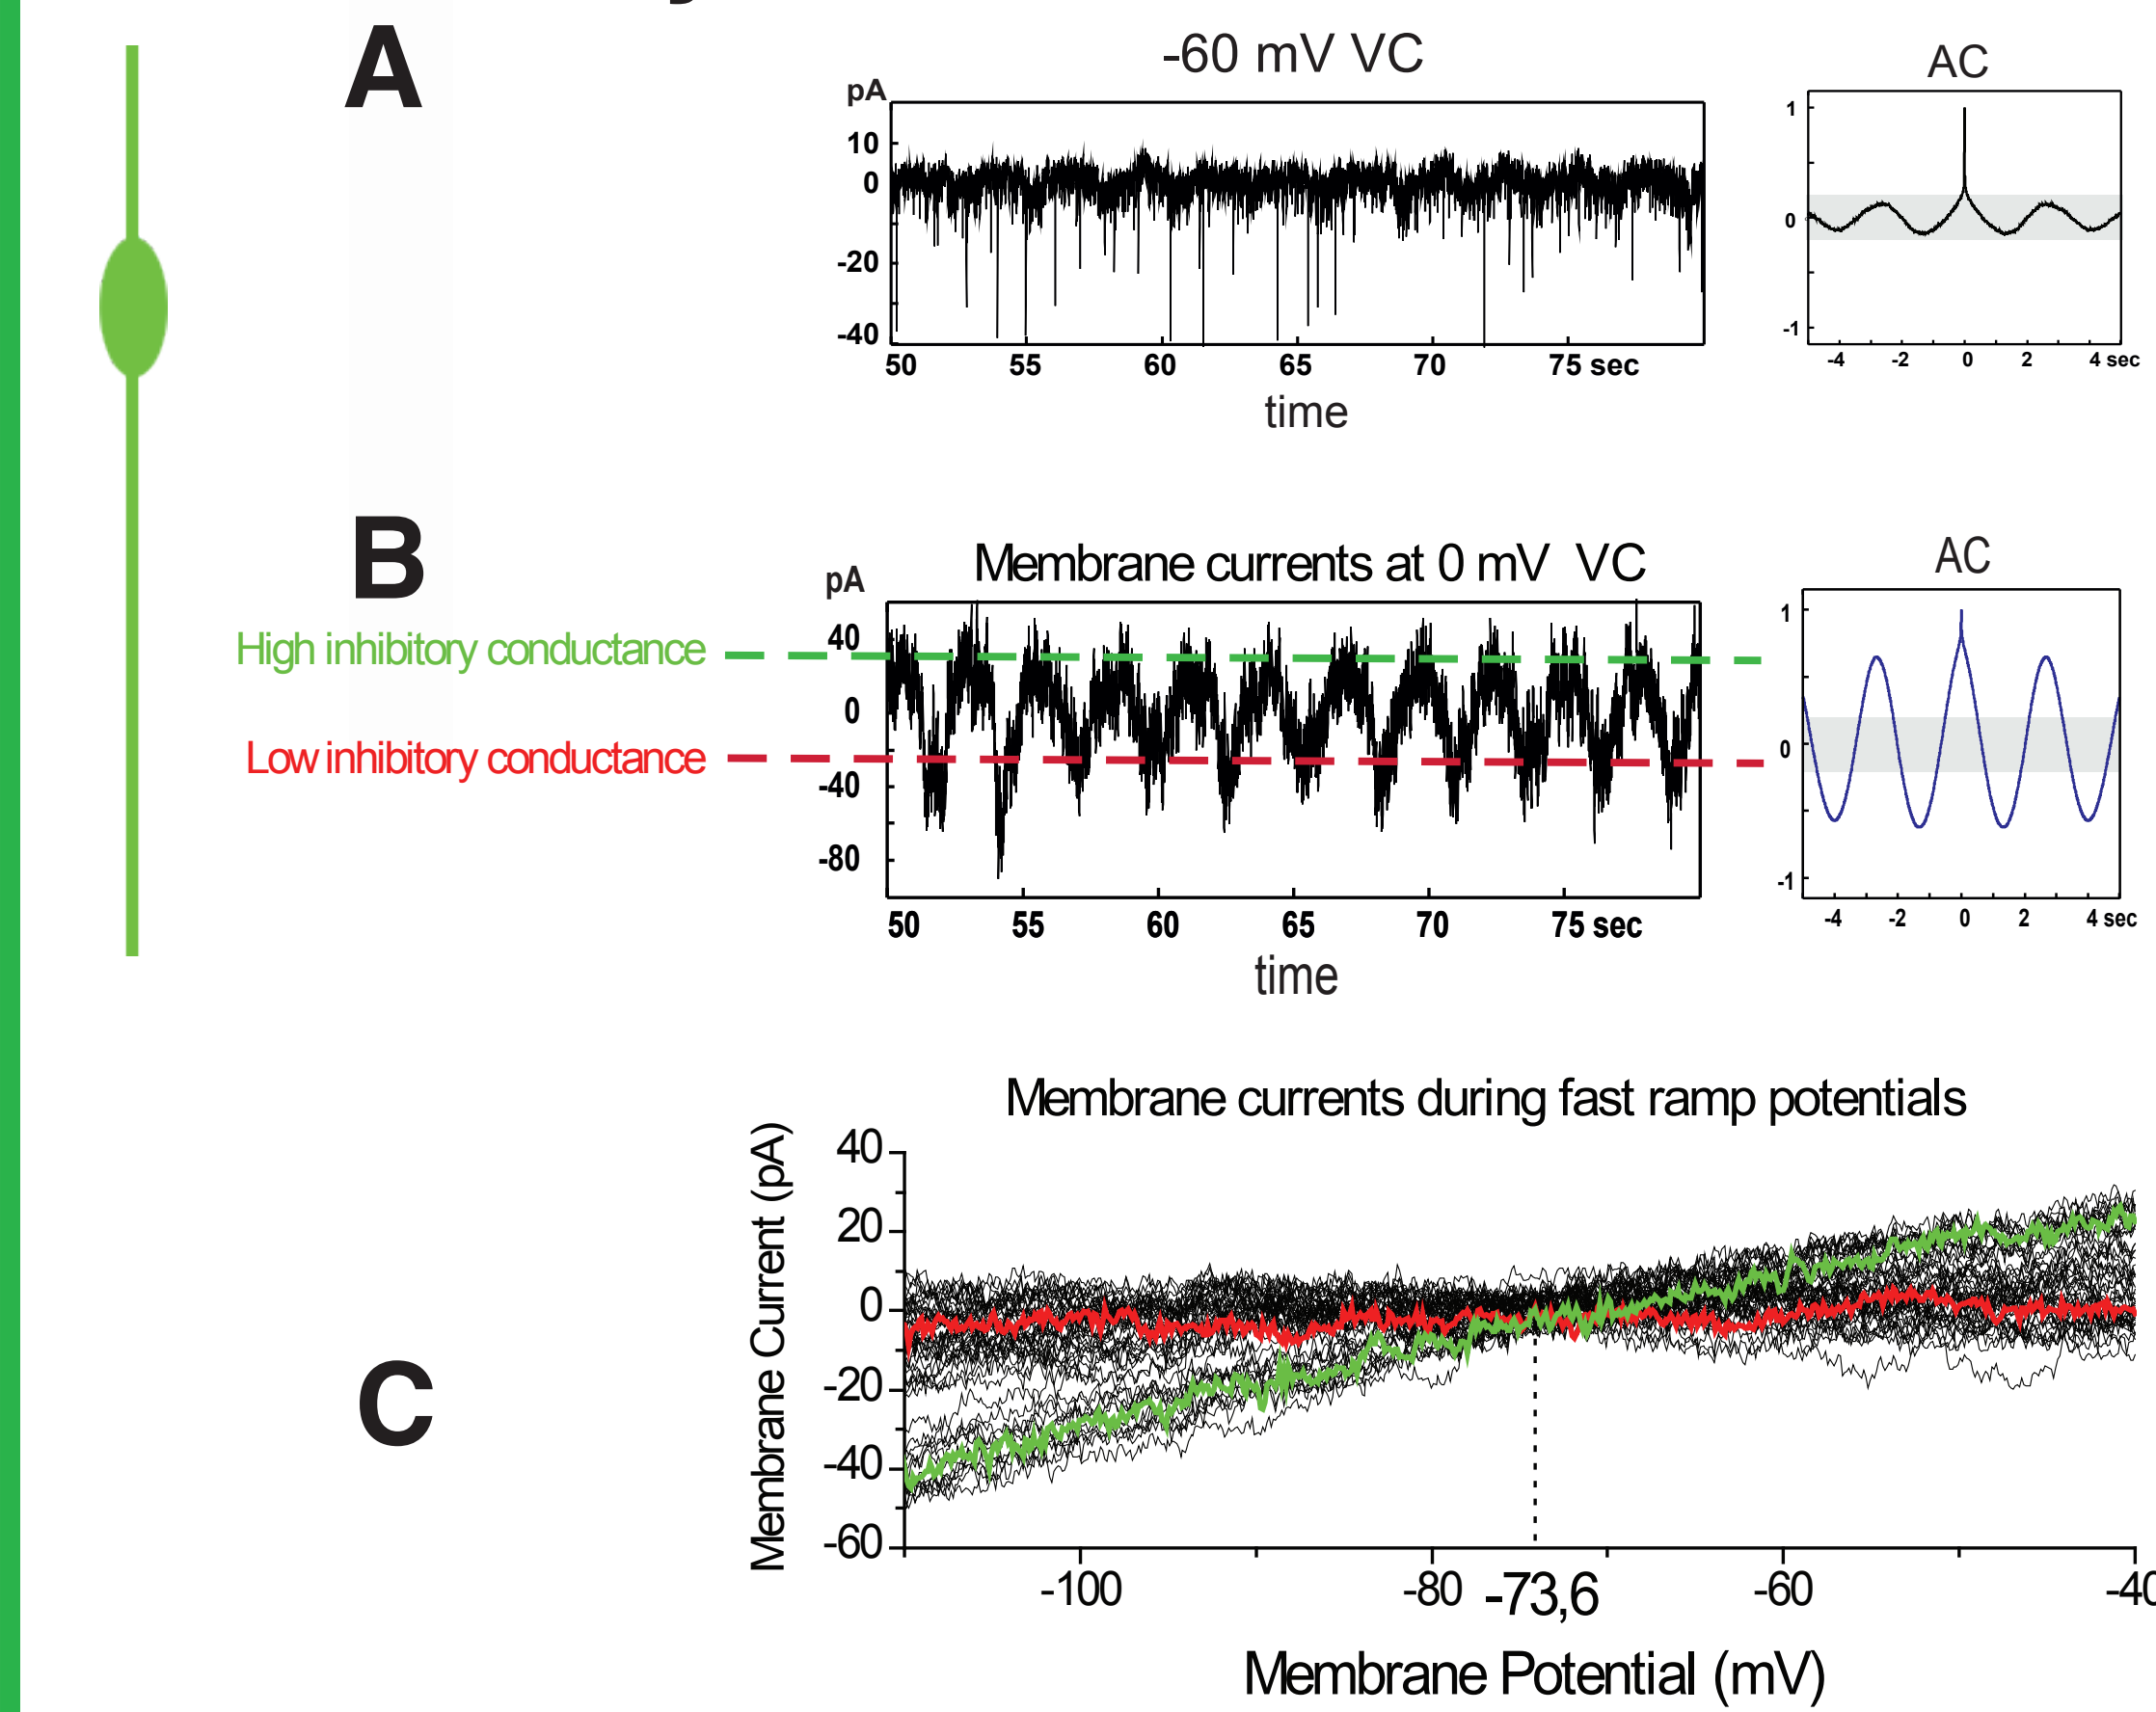 A
-60 mV VC
AC
pA
10
0
-20
-40
50 55 60 65 70 75 sec
time
1
0
-1
-4 -2 0 2 4 sec
B
Membrane currents at 0 mV VC
AC
pA
High inhibitory conductance
Low inhibitory conductance
40
0
-40
-80
50 55 60 65 70 75 sec
time
1
0
-1
-4 -2 0 2 4 sec
C
Membrane currents during fast ramp potentials
Membrane Current (pA)
40
20
0
-20
-40
-60
-100 -80 -73,6 -60 -40
Membrane Potential (mV)